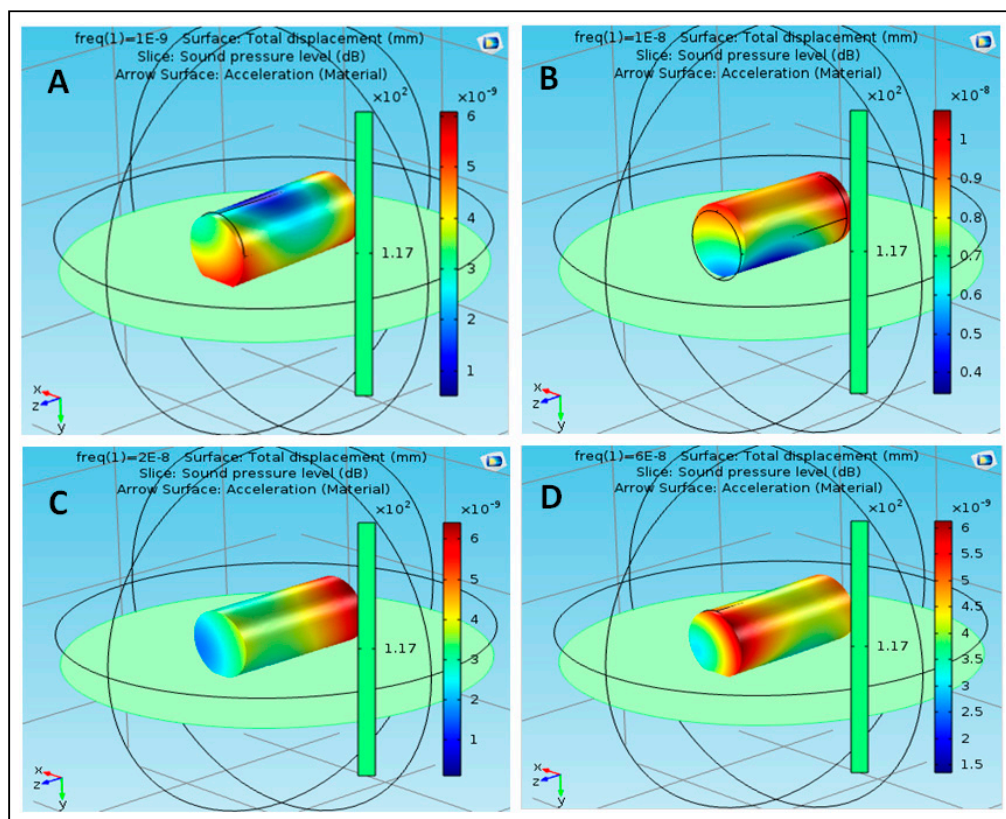 freq(1)=1E-9 Surface: Total displacement (mm)
Slice: Sound pressure level (dB)
Arrow Surface: Acceleration (Material)
A
×10² ×10⁻⁹
6
5
4
1.17
3
2
1
x
z
y
freq(1)=1E-8 Surface: Total displacement (mm)
Slice: Sound pressure level (dB)
Arrow Surface: Acceleration (Material)
B
×10² ×10⁻⁸
1
0.9
0.8
1.17
0.7
0.6
0.5
0.4
x
z
y
freq(1)=2E-8 Surface: Total displacement (mm)
Slice: Sound pressure level (dB)
Arrow Surface: Acceleration (Material)
C
×10² ×10⁻⁹
6
5
4
1.17
3
2
1
x
z
y
freq(1)=6E-8 Surface: Total displacement (mm)
Slice: Sound pressure level (dB)
Arrow Surface: Acceleration (Material)
D
×10² ×10⁻⁹
6
5.5
5
4.5
4
1.17
3.5
3
2.5
2
1.5
x
z
y